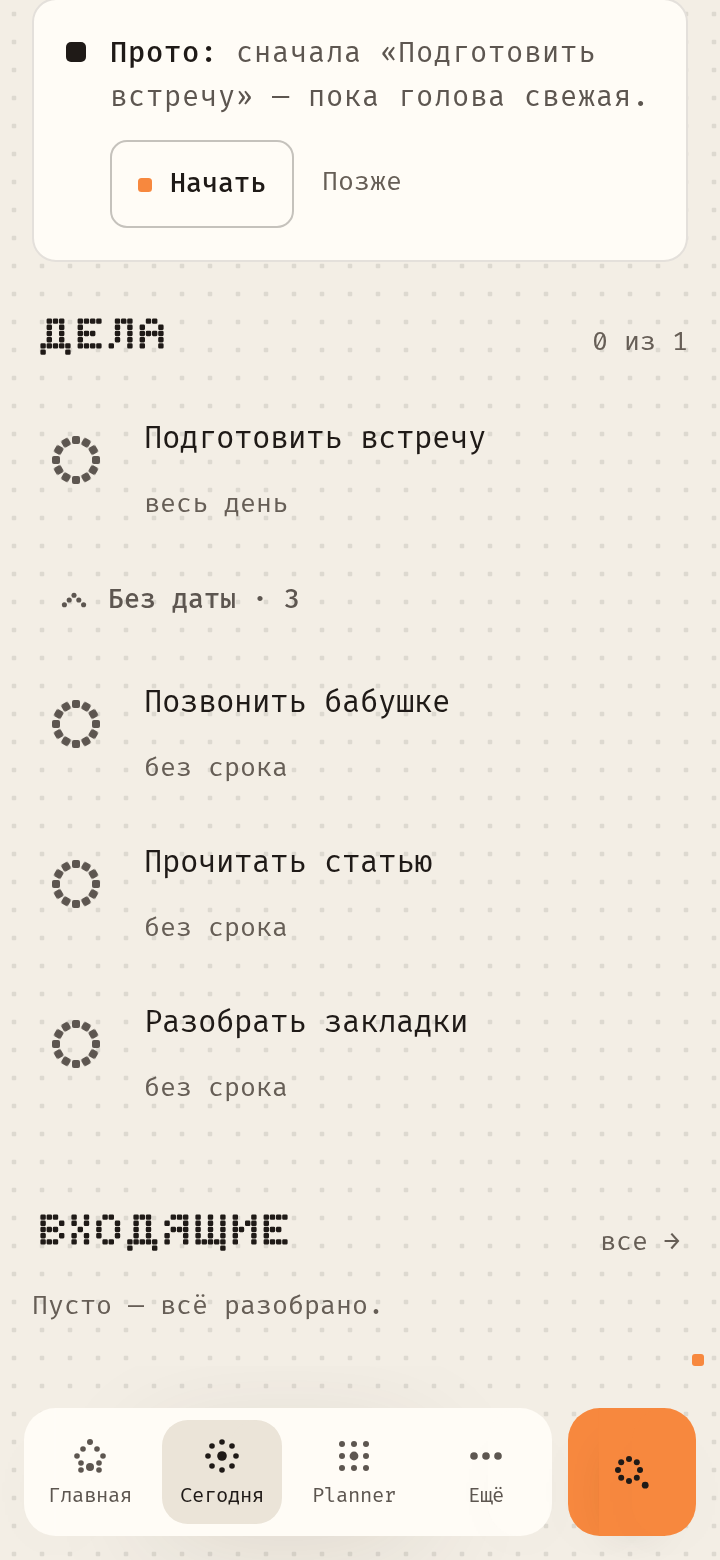 Прото: сначала «Подготовить
встречу» — пока голова свежая.
Начать Позже
ДЕЛА 0 из 1
Подготовить встречу
весь день
Без даты · 3
Позвонить бабушке
без срока
Прочитать статью
без срока
Разобрать закладки
без срока
ВХОДЯЩИЕ все →
Пусто — всё разобрано.
Главная Сегодня Planner Ещё